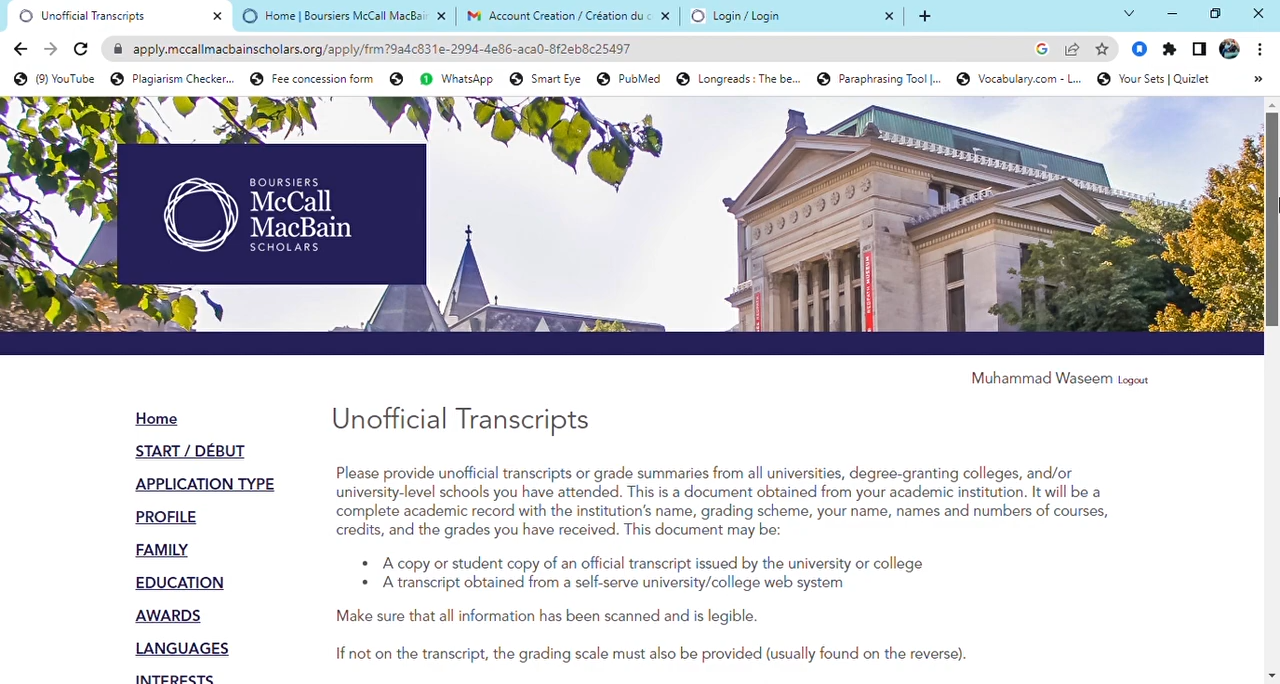 Unofficial Transcripts
Home | Boursiers McCall MacBai
Account Creation / Création du c
Login / Login
apply.mccallmacbainscholars.org/apply/frm?9a4c831e-2994-4e86-aca0-8f2eb8c25497
(9) YouTube
Plagiarism Checker...
Fee concession form
1
WhatsApp
Smart Eye
PubMed
Longreads : The be...
Paraphrasing Tool |...
Vocabulary.com - L...
Your Sets | Quizlet
»
BOURSIERS
McCall
MacBain
SCHOLARS
Muhammad Waseem Logout
Home
START / DÉBUT
APPLICATION TYPE
PROFILE
FAMILY
EDUCATION
AWARDS
LANGUAGES
INTERESTS
Unofficial Transcripts
Please provide unofficial transcripts or grade summaries from all universities, degree-granting colleges, and/or
university-level schools you have attended. This is a document obtained from your academic institution. It will be a
complete academic record with the institution's name, grading scheme, your name, names and numbers of courses,
credits, and the grades you have received. This document may be:
• A copy or student copy of an official transcript issued by the university or college
• A transcript obtained from a self-serve university/college web system
Make sure that all information has been scanned and is legible.
If not on the transcript, the grading scale must also be provided (usually found on the reverse).